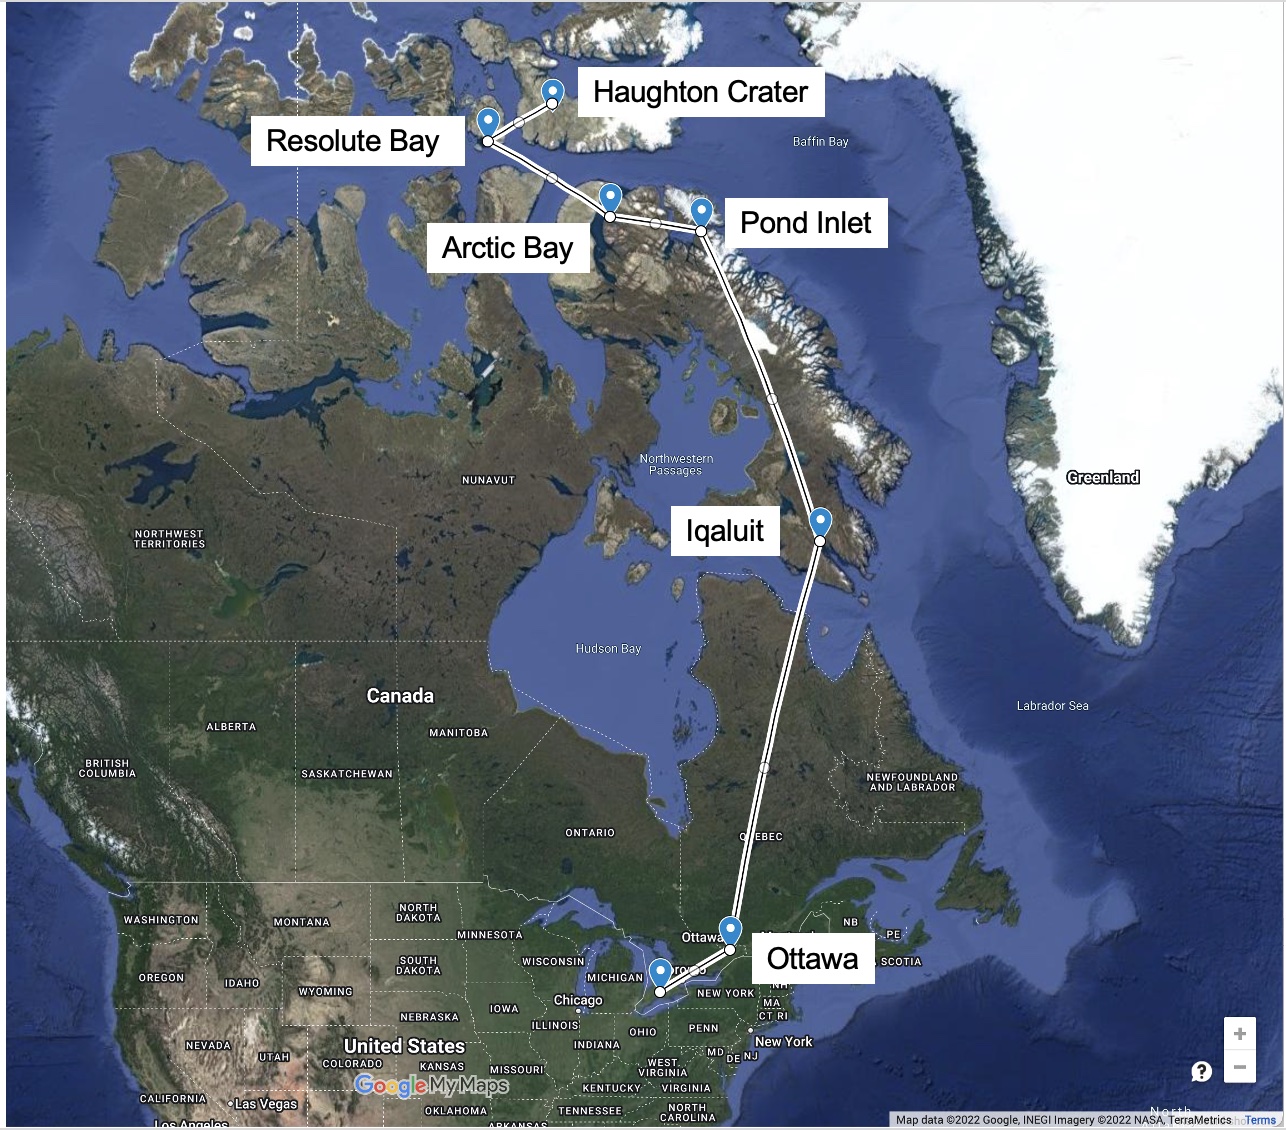 Haughton Crater
Resolute Bay
Baffin Bay
Pond Inlet
Arctic Bay
Northwestern
Passages
Greenland
NUNAVUT
Iqaluit
NORTHWEST
TERRITORIES
Hudson Bay
Canada
Labrador Sea
ALBERTA
MANITOBA
BRITISH
COLUMBIA
SASKATCHEWAN
NEWFOUNDLAND
AND LABRADOR
ONTARIO
QUEBEC
NORTH
DAKOTA
WASHINGTON
MONTANA
NB
MINNESOTA
Ottawa
PE
Ottawa
SCOTIA
WISCONSIN
SOUTH
DAKOTA
MICHIGAN
OREGON
IDAHO
WYOMING
NEW YORK
NH
Chicago
MA
IOWA
CT RI
NEBRASKA
ILLINOIS
OHIO
PENN
New York
NEVADA
United States
INDIANA
UTAH
MD
DE
NJ
COLORADO
KANSAS
MISSOURI
WEST
VIRGINIA
Google My Maps
KENTUCKY
VIRGINIA
CALIFORNIA
Las Vegas
OKLAHOMA
TENNESSEE
NORTH
CAROLINA
Los Angeles
ARKANSAS
North
Map data ©2022 Google, INEGI Imagery ©2022 NASA, TerraMetrics
Terms
+
−
?